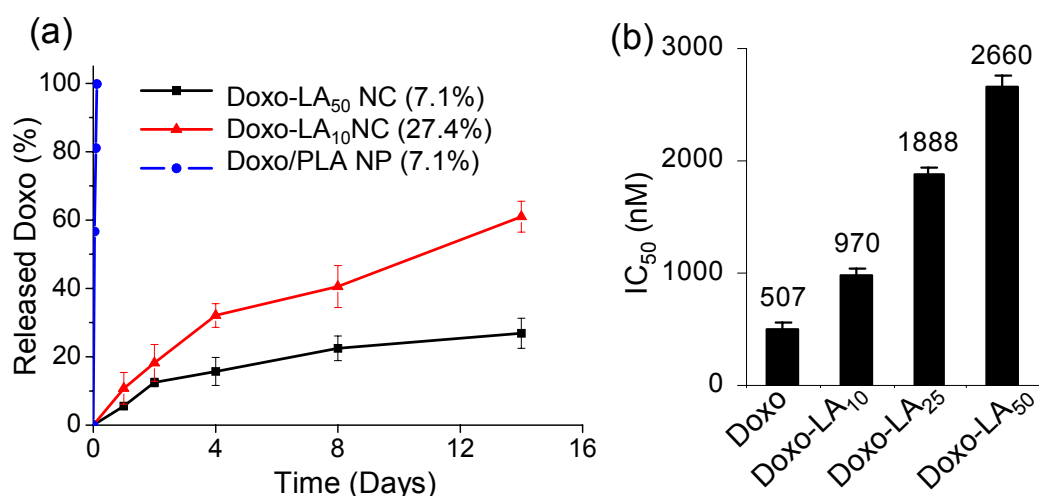 (a)
Released Doxo (%)
100
80
60
40
20
0
Doxo-LA₅₀ NC (7.1%)
Doxo-LA₁₀NC (27.4%)
Doxo/PLA NP (7.1%)
0 4 8 12 16
Time (Days)
(b)
IC₅₀ (nM)
3000
2000
1000
0
507
970
1888
2660
Doxo
Doxo-LA₁₀
Doxo-LA₂₅
Doxo-LA₅₀